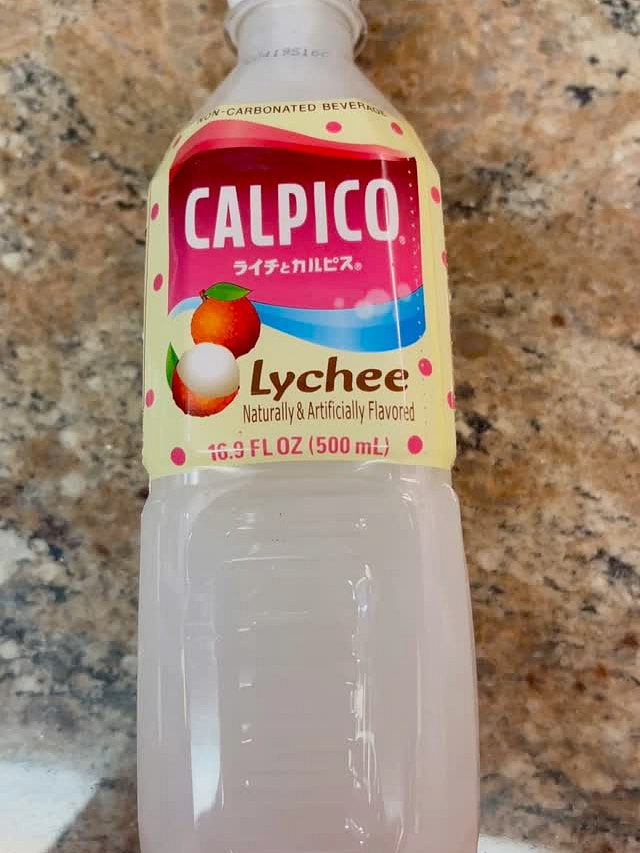 NON-CARBONATED BEVERAGE
CALPICO®
ライチとカルピス®
Lychee
Naturally & Artificially Flavored
16.9 FL OZ (500 mL)